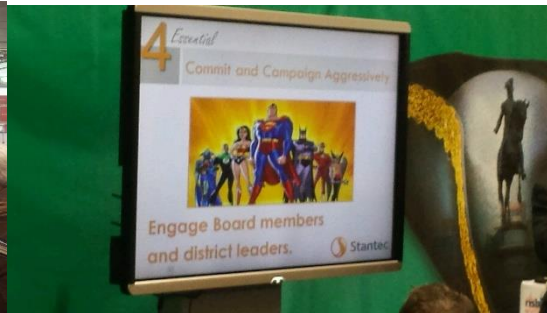 4 Essential
Commit and Campaign Aggressively
Engage Board members
and district leaders.
Stantec